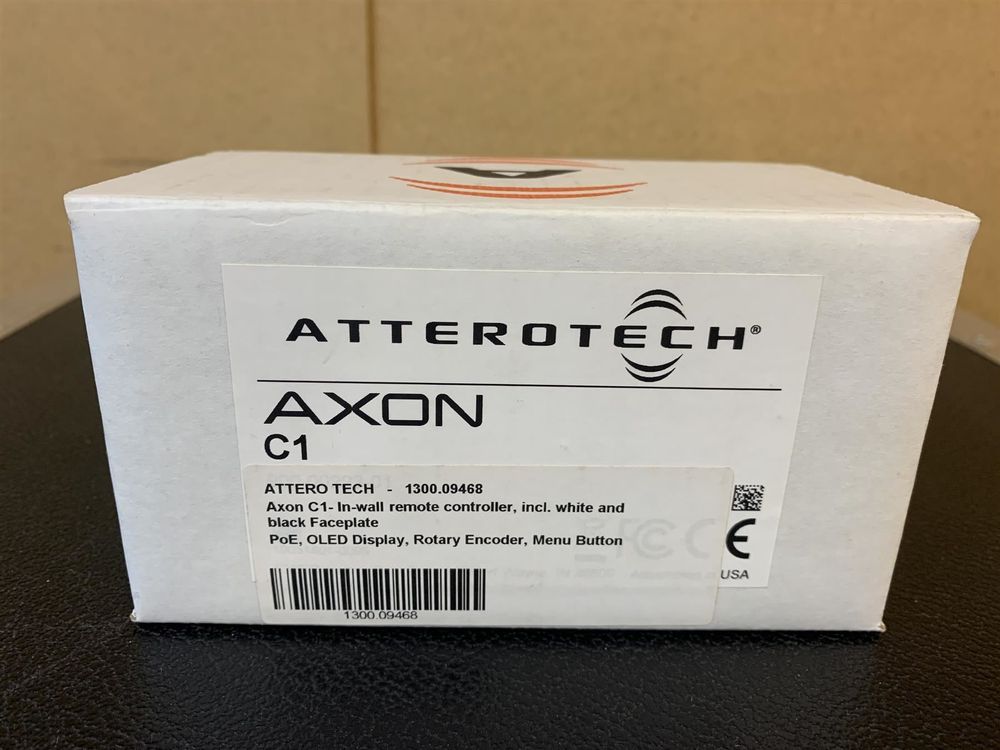 A
ATTEROTECH®
AXON
C1
ATTERO TECH - 1300.09468
Axon C1- In-wall remote controller, incl. white and
black Faceplate
PoE, OLED Display, Rotary Encoder, Menu Button
FCC CE
USA
1300.09468